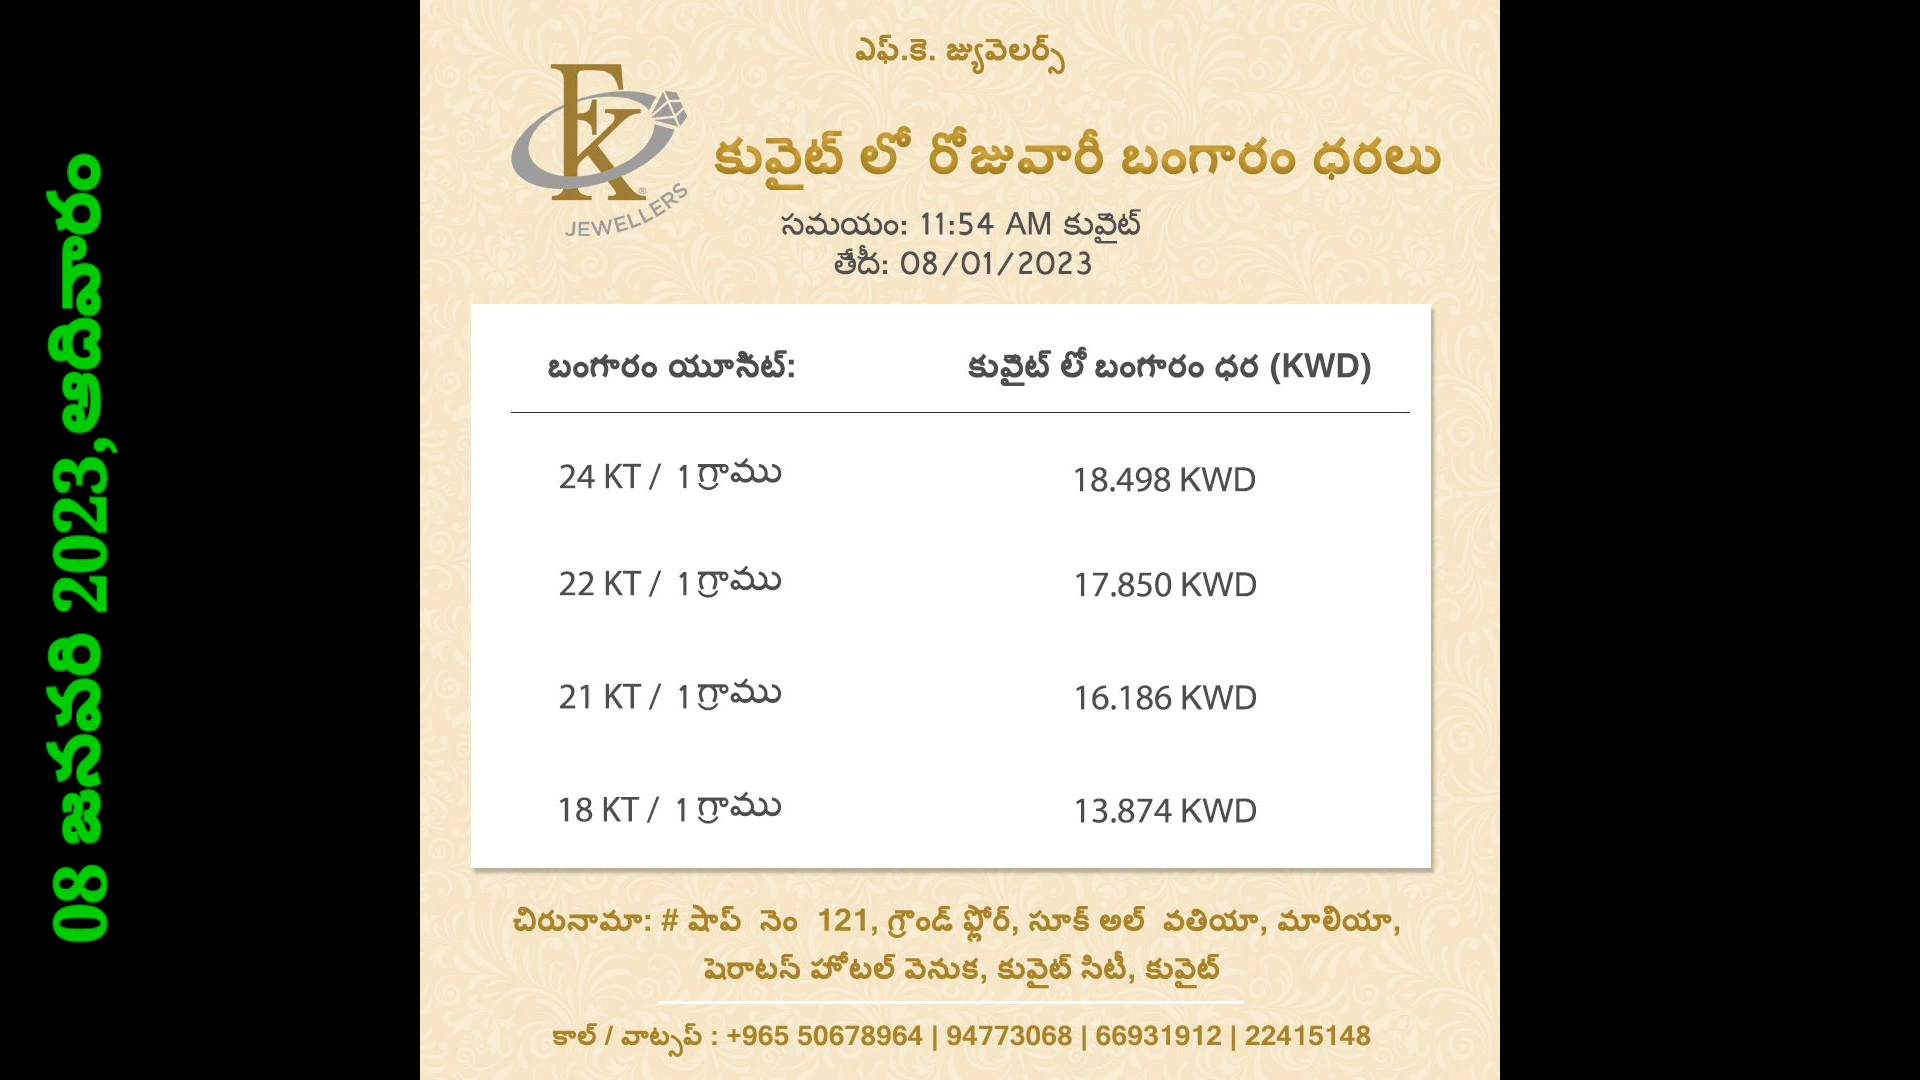 08 జనవరి 2023,ఆదివారం
ఎఫ్.కె. జ్యువెలర్స్
FK
JEWELLERS
కువైట్ లో రోజువారీ బంగారం ధరలు
సమయం: 11:54 AM కువైట్
తేదీ: 08/01/2023
బంగారం యూనిట్: కువైట్ లో బంగారం ధర (KWD)
24 KT / 1 గ్రాము 18.498 KWD
22 KT / 1 గ్రాము 17.850 KWD
21 KT / 1 గ్రాము 16.186 KWD
18 KT / 1 గ్రాము 13.874 KWD
చిరునామా: # షాప్ నెం 121, గ్రౌండ్ ఫ్లోర్, సూక్ అల్ వతియా, మాలియా,
షెరాటన్ హోటల్ వెనుక, కువైట్ సిటీ, కువైట్
కాల్ / వాట్సప్ : +965 50678964 | 94773068 | 66931912 | 22415148